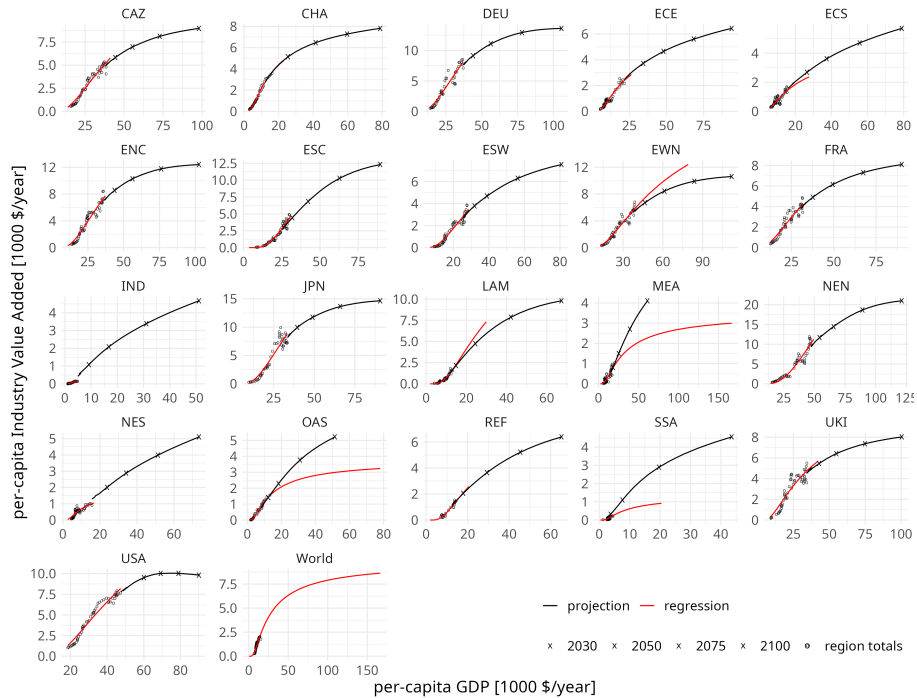 CAZ CHA DEU ECE ECS
7.5 5.0 2.5 0.0
25 50 75 100
8 6 4 2 0
0 20 40 60 80
10 5 0
25 50 75 100
6 4 2 0
25 50 75
4 2 0
20 40 60 80
ENC ESC ESW EWN FRA
12 8 4 0
25 50 75 100
12.5 10.0 7.5 5.0 2.5 0.0
0 30 60 90
6 4 2 0
20 40 60 80
12 8 4 0
30 60 90
8 6 4 2 0
25 50 75
IND JPN LAM MEA NEN
4 3 2 1 0
0 10 20 30 40 50
15 10 5 0
25 50 75
10.0 7.5 5.0 2.5 0.0
0 20 40 60
4 3 2 1 0
0 50 100 150
20 15 10 5 0
25 50 75 100 125
NES OAS REF SSA UKI
5 4 3 2 1 0
0 20 40 60
5 4 3 2 1 0
0 20 40 60 80
6 4 2 0
0 20 40 60
4 3 2 1 0
0 10 20 30 40
8 6 4 2 0
25 50 75 100
USA World
10.0 7.5 5.0 2.5 0.0
20 40 60 80
7.5 5.0 2.5 0.0
0 50 100 150
per-capita Industry Value Added [1000 $/year]
per-capita GDP [1000 $/year]
projection regression
2030 2050 2075 2100 region totals